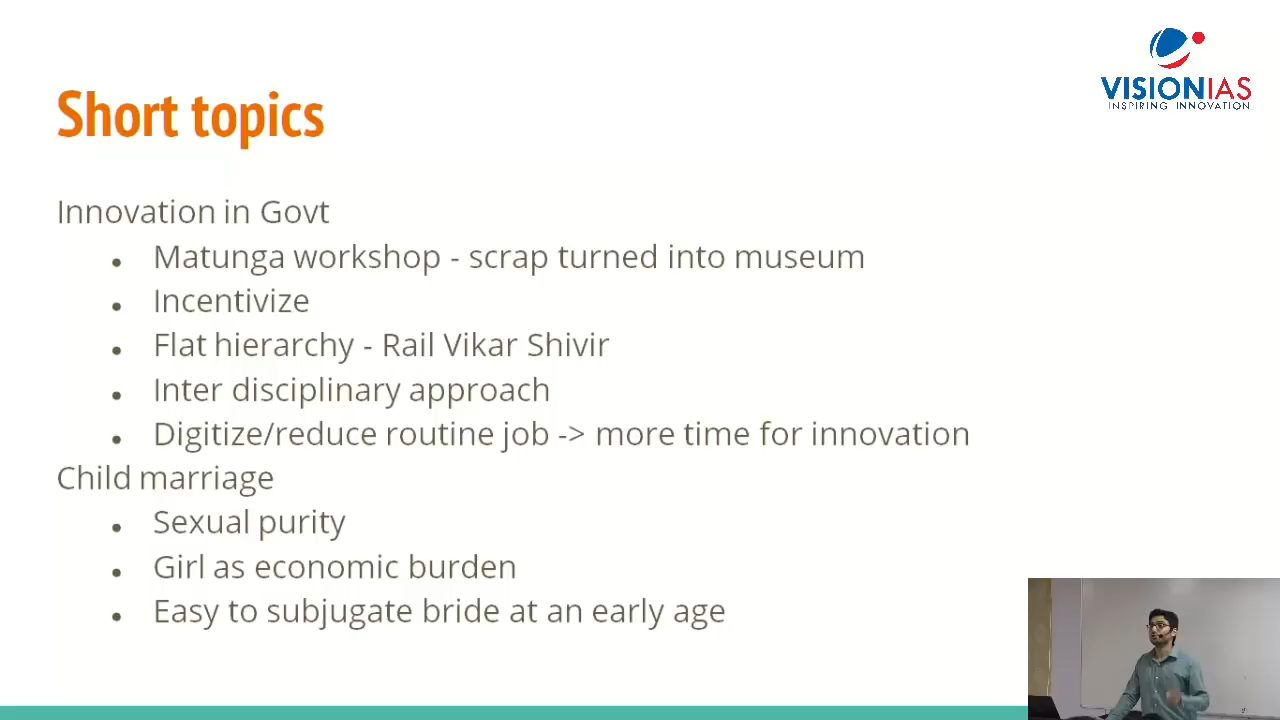 VISIONIAS
INSPIRING INNOVATION
Short topics
Innovation in Govt
● Matunga workshop - scrap turned into museum
● Incentivize
● Flat hierarchy - Rail Vikar Shivir
● Inter disciplinary approach
● Digitize/reduce routine job -> more time for innovation
Child marriage
● Sexual purity
● Girl as economic burden
● Easy to subjugate bride at an early age